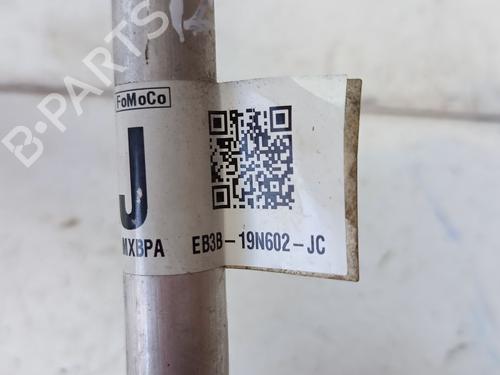 FoMoCo
J
MXBPA EB3B-19N602-JC
B-PARTS